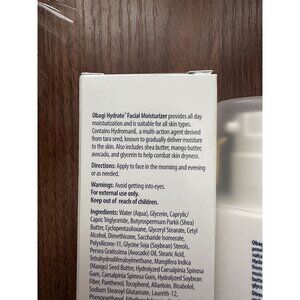 Obagi Hydrate® Facial Moisturizer provides all day
moisturization and is suitable for all skin types.
Contains Hydromanil, a multi-action agent derived
from tara seed, known to gradually deliver moisture
to the skin. Also includes shea butter, mango butter,
avocado, and glycerin to help combat skin dryness.
Directions: Apply to face in the morning and evening
or as needed.
Warnings: Avoid getting into eyes.
For external use only.
Keep out of reach of children.
Ingredients: Water (Aqua), Glycerin, Caprylic/
Capric Triglyceride, Butyrospermum Parkii (Shea)
Butter, Cyclopentasiloxane, Glyceryl Stearate, Cetyl
Alcohol, Dimethicone, Saccharide Isomerate,
Polysilicone-11, Glycine Soja (Soybean) Sterols,
Persea Gratissima (Avocado) Oil, Stearic Acid,
Tetrahydrodiferuloylmethane, Mangifera Indica
(Mango) Seed Butter, Hydrolyzed Caesalpinia Spinosa
Gum, Caesalpinia Spinosa Gum, Hydrolyzed Soybean
Fiber, Panthenol, Tocopherol, Allantoin, Bisabolol,
Sodium Stearoyl Glutamate, Laureth-12,
Obagi